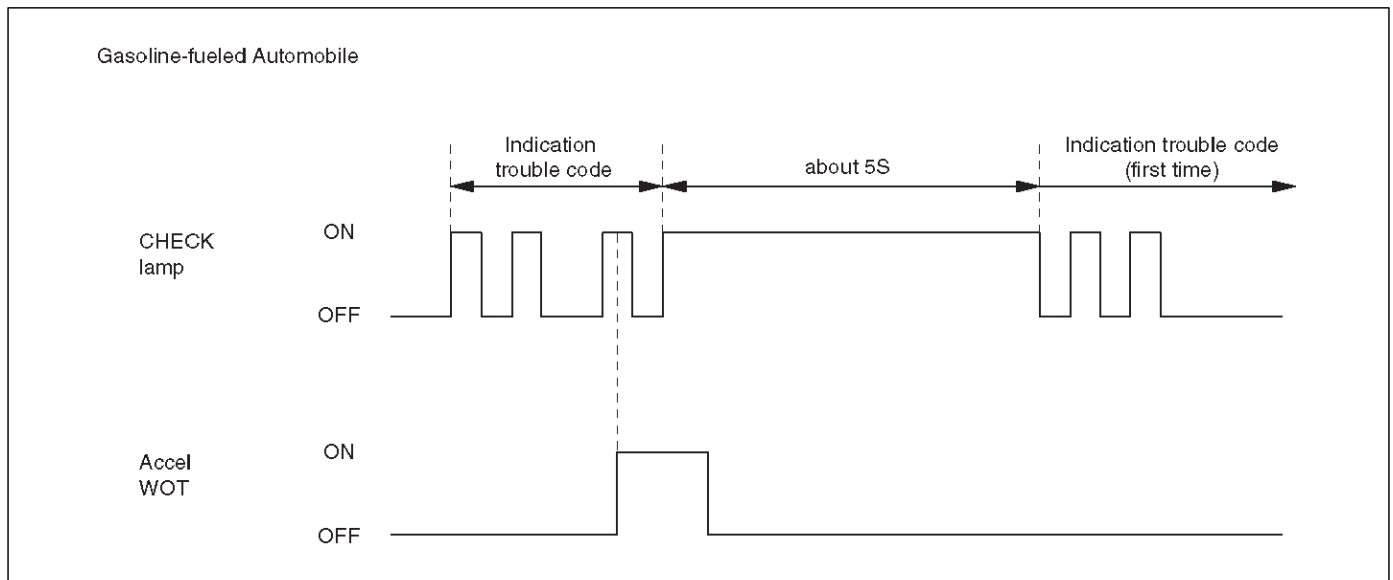 Gasoline-fueled Automobile
Indication
trouble code
about 5S
Indication trouble code
(first time)
CHECK
lamp
ON
OFF
Accel
WOT
ON
OFF